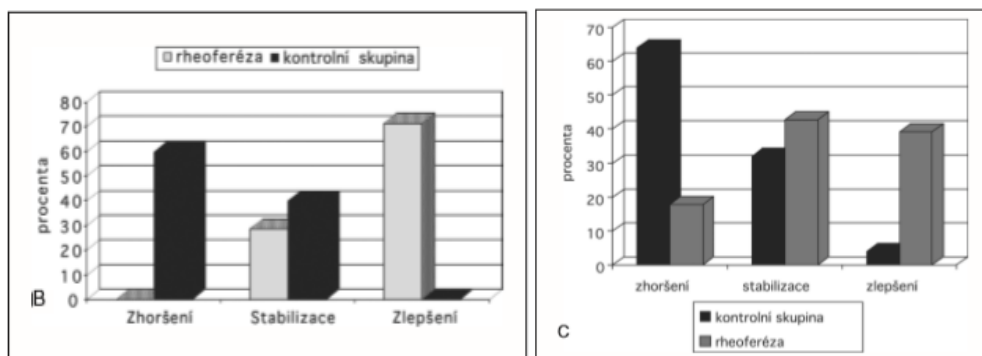 rheoferéza kontrolní skupina
80
70
60
50
40
30
20
10
0
procenta
Zhoršení Stabilizace Zlepšení
B
70
60
50
40
30
20
10
0
procenta
zhoršení stabilizace zlepšení
kontrolní skupina
rheoferéza
C